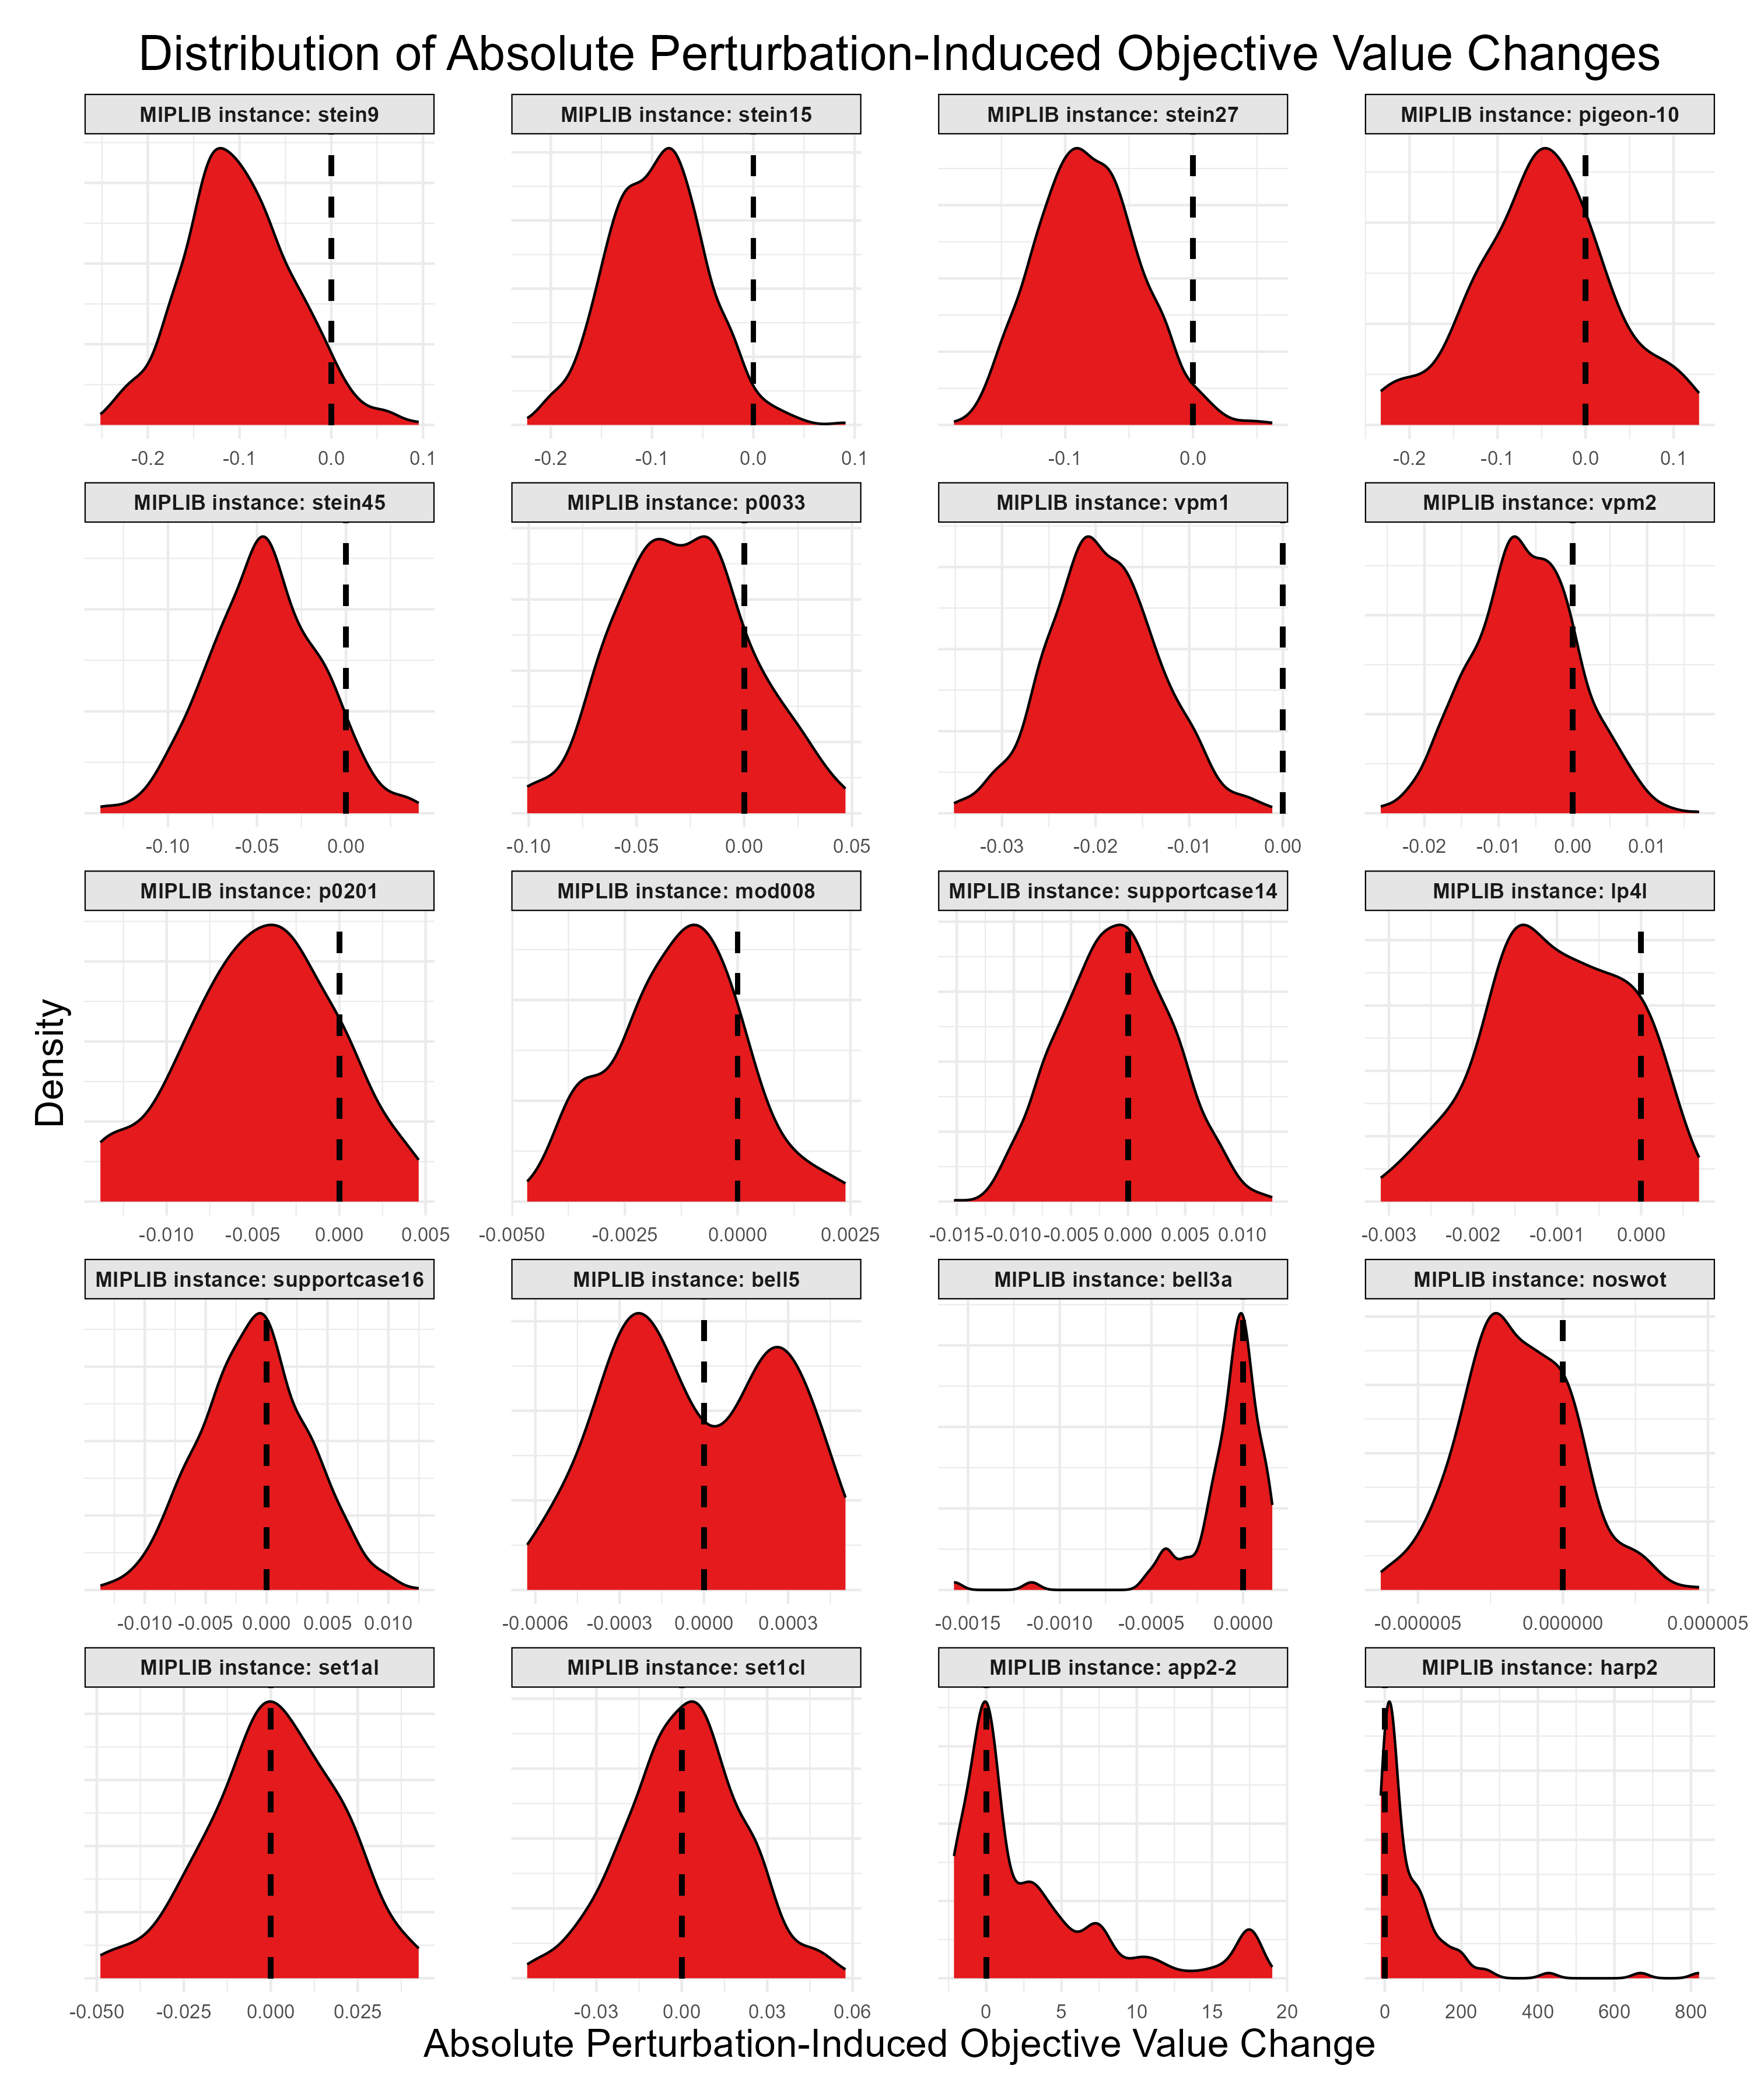 Distribution of Absolute Perturbation-Induced Objective Value Changes
MIPLIB instance: stein9 MIPLIB instance: stein15 MIPLIB instance: stein27 MIPLIB instance: pigeon-10
-0.2 -0.1 0.0 0.1 -0.2 -0.1 0.0 0.1 -0.1 0.0 -0.2 -0.1 0.0 0.1
MIPLIB instance: stein45 MIPLIB instance: p0033 MIPLIB instance: vpm1 MIPLIB instance: vpm2
-0.10 -0.05 0.00 -0.10 -0.05 0.00 0.05 -0.03 -0.02 -0.01 0.00 -0.02 -0.01 0.00 0.01
MIPLIB instance: p0201 MIPLIB instance: mod008 MIPLIB instance: supportcase14 MIPLIB instance: lp4l
Density
-0.010 -0.005 0.000 0.005 -0.0050 -0.0025 0.0000 0.0025 -0.015 -0.010 -0.005 0.000 0.005 0.010 -0.003 -0.002 -0.001 0.000
MIPLIB instance: supportcase16 MIPLIB instance: bell5 MIPLIB instance: bell3a MIPLIB instance: noswot
-0.010 -0.005 0.000 0.005 0.010 -0.0006 -0.0003 0.0000 0.0003 -0.0015 -0.0010 -0.0005 0.0000 -0.000005 0.000000 0.000005
MIPLIB instance: set1al MIPLIB instance: set1cl MIPLIB instance: app2-2 MIPLIB instance: harp2
-0.050 -0.025 0.000 0.025 -0.03 0.00 0.03 0.06 0 5 10 15 20 0 200 400 600 800
Absolute Perturbation-Induced Objective Value Change